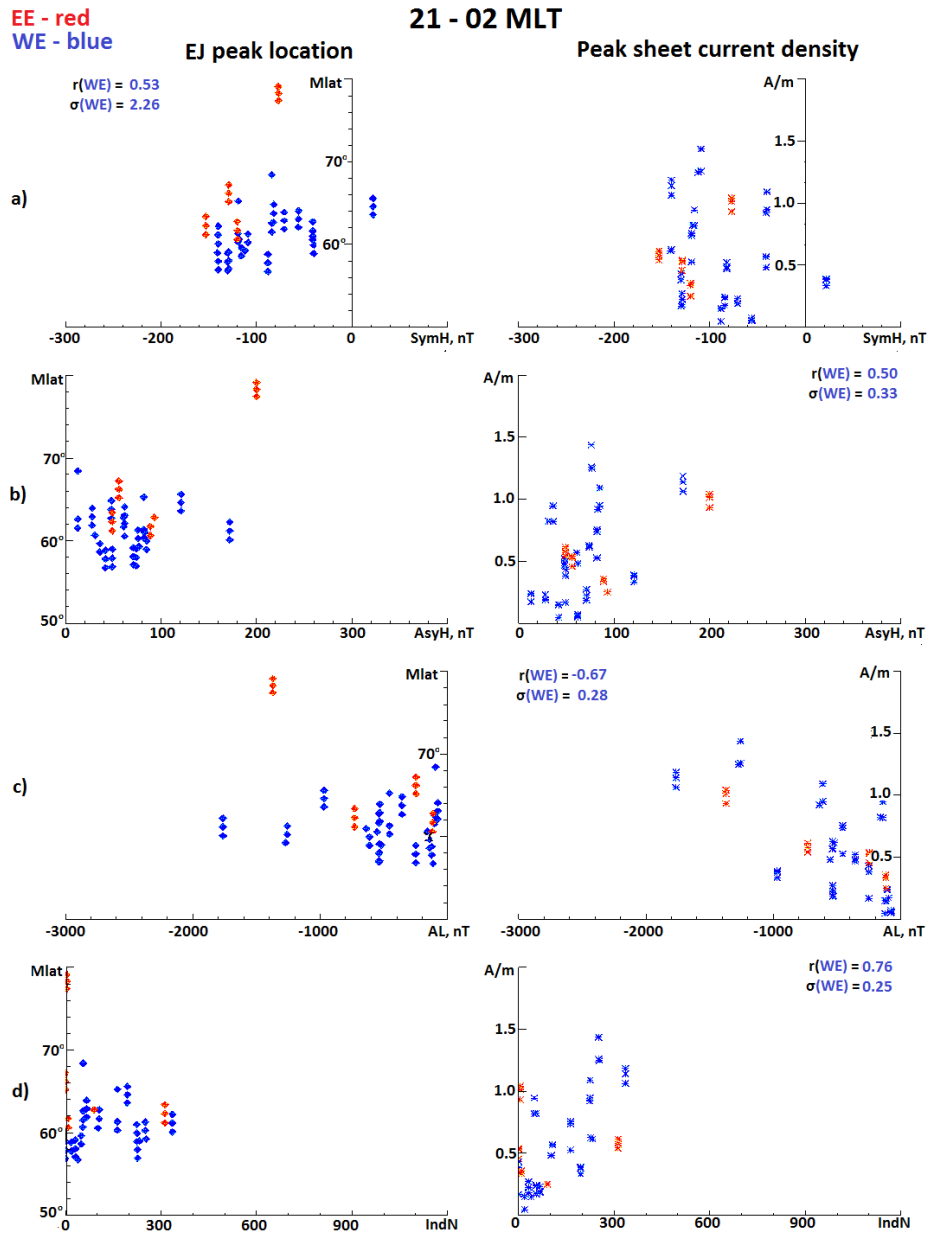 21 - 02 MLT
EE - red
WE - blue
EJ peak location
Peak sheet current density
a)
r(WE) = 0.53
σ(WE) = 2.26
Mlat
70°
60°
-300 -200 -100 0
SymH, nT
A/m
1.5
1.0
0.5
-300 -200 -100 0
SymH, nT
b)
Mlat
70°
60°
50°
0 100 200 300
AsyH, nT
A/m
r(WE) = 0.50
σ(WE) = 0.33
1.5
1.0
0.5
0 100 200 300
AsyH, nT
c)
Mlat
70°
-3000 -2000 -1000 AL, nT
r(WE) = -0.67
σ(WE) = 0.28
A/m
1.5
1.0
0.5
-3000 -2000 -1000 AL, nT
d)
Mlat
70°
60°
50°
0 300 600 900 IndN
A/m
r(WE) = 0.76
σ(WE) = 0.25
1.5
1.0
0.5
0 300 600 900 IndN